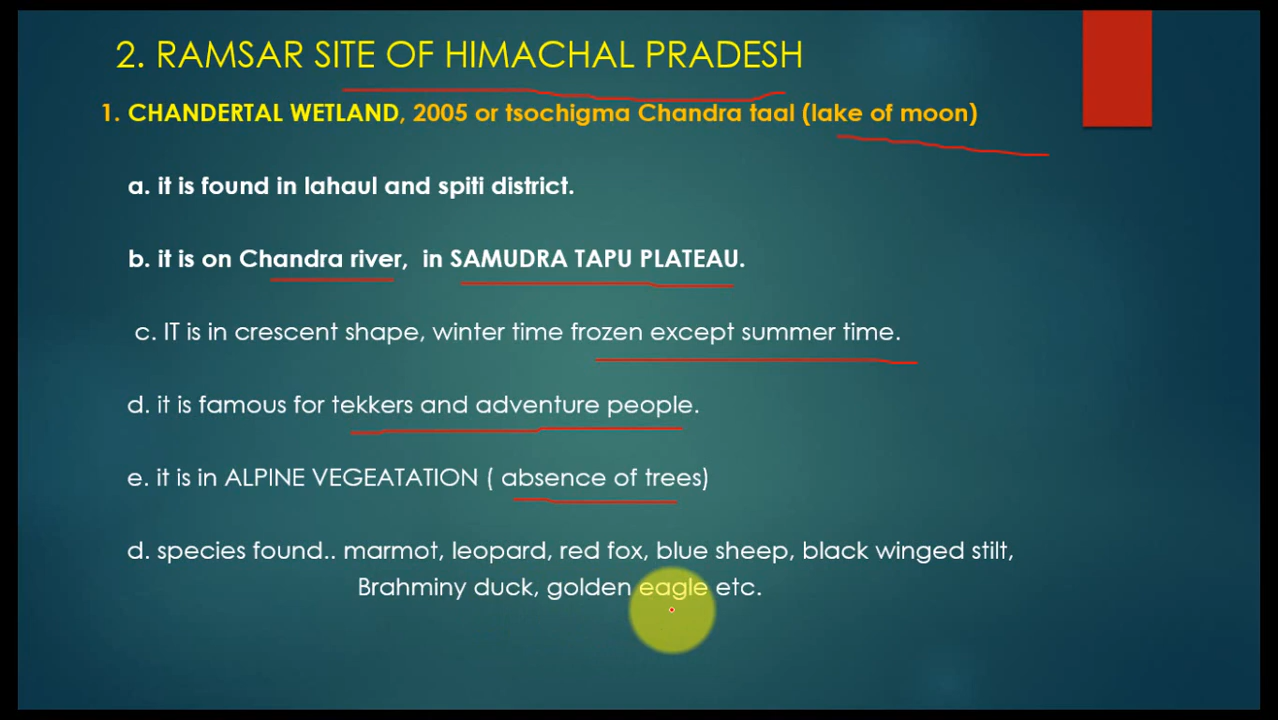 2. RAMSAR SITE OF HIMACHAL PRADESH
1. CHANDERTAL WETLAND, 2005 or tsochigma Chandra taal (lake of moon)
a. it is found in lahaul and spiti district.
b. it is on Chandra river, in SAMUDRA TAPU PLATEAU.
c. IT is in crescent shape, winter time frozen except summer time.
d. it is famous for tekkers and adventure people.
e. it is in ALPINE VEGEATATION ( absence of trees)
d. species found.. marmot, leopard, red fox, blue sheep, black winged stilt,
Brahminy duck, golden eagle etc.